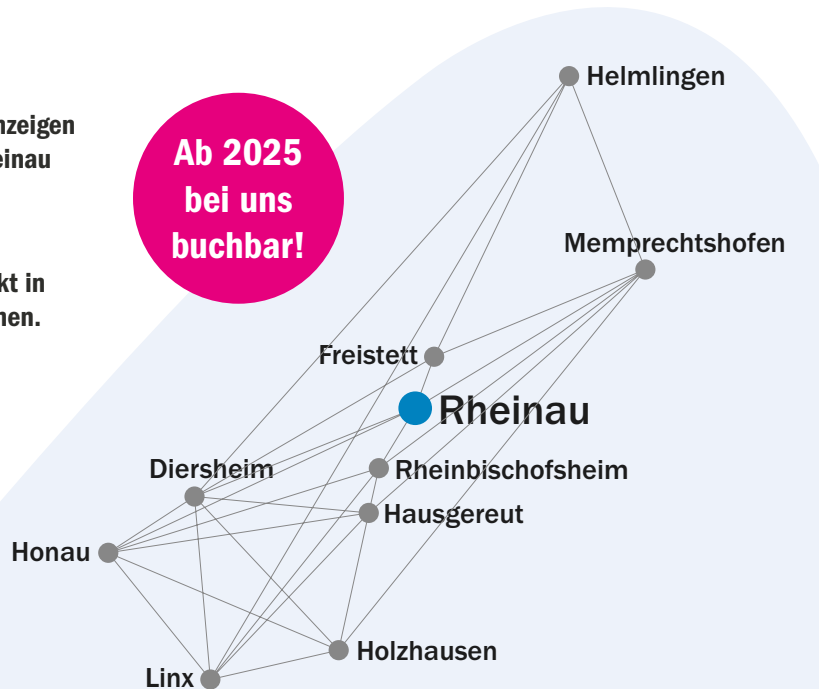 nzeigen
einau
kt in
nen.
Ab 2025
bei uns
buchbar!
Helmlingen
Memprechtshofen
Freistett
Rheinau
Diersheim
Rheinbischofsheim
Hausgereut
Honau
Holzhausen
Linx